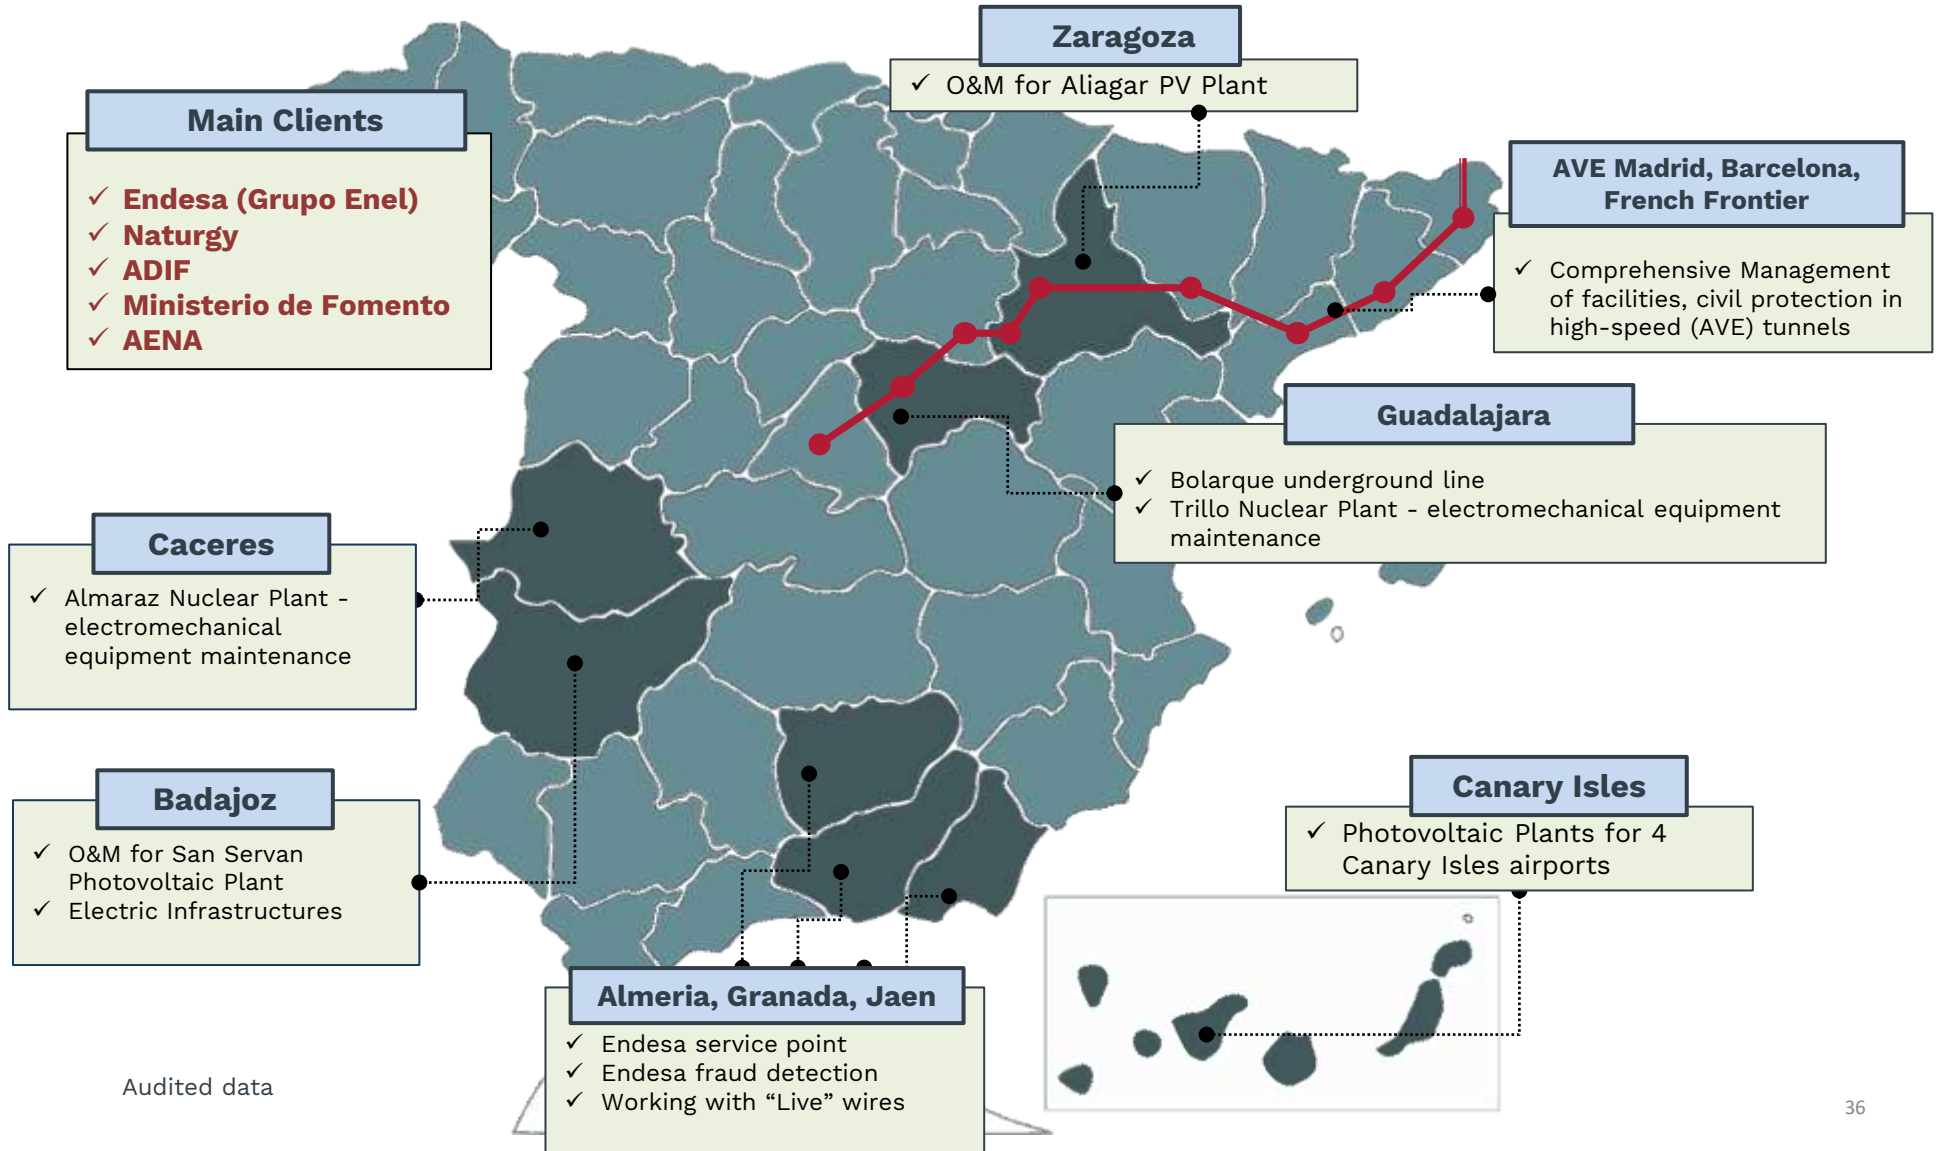 Zaragoza
✓ O&M for Aliagar PV Plant
Main Clients
✓ Endesa (Grupo Enel)
✓ Naturgy
✓ ADIF
✓ Ministerio de Fomento
✓ AENA
AVE Madrid, Barcelona,
French Frontier
✓ Comprehensive Management
of facilities, civil protection in
high-speed (AVE) tunnels
Guadalajara
✓ Bolarque underground line
✓ Trillo Nuclear Plant - electromechanical equipment
maintenance
Caceres
✓ Almaraz Nuclear Plant -
electromechanical
equipment maintenance
Badajoz
✓ O&M for San Servan
Photovoltaic Plant
✓ Electric Infrastructures
Canary Isles
✓ Photovoltaic Plants for 4
Canary Isles airports
Almeria, Granada, Jaen
✓ Endesa service point
✓ Endesa fraud detection
✓ Working with “Live” wires
Audited data
36